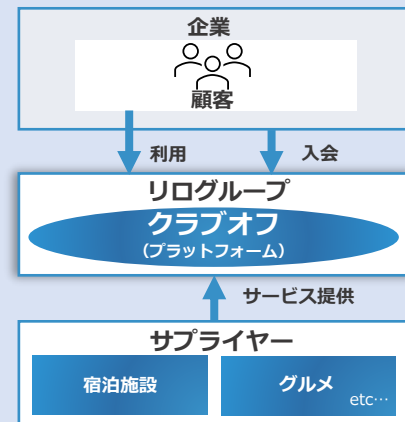 企業
顧客
利用
入会
リログループ
クラブオフ
(プラットフォーム)
サービス提供
サプライヤー
宿泊施設
グルメ
etc…